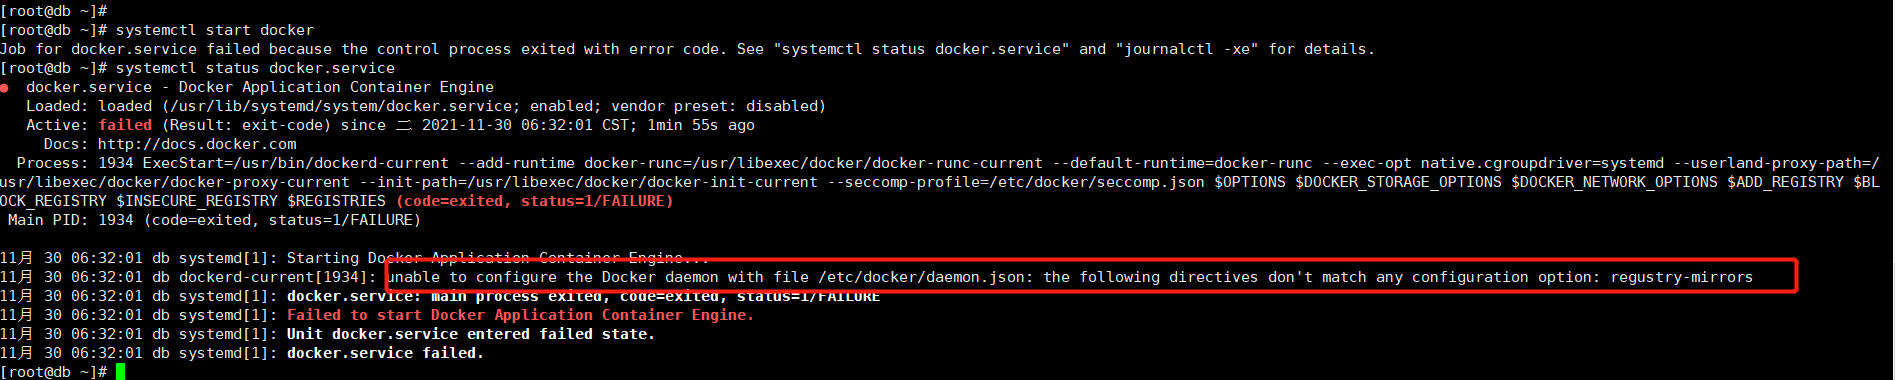 [root@db ~]#
[root@db ~]# systemctl start docker
Job for docker.service failed because the control process exited with error code. See "systemctl status docker.service" and "journalctl -xe" for details.
[root@db ~]# systemctl status docker.service
● docker.service - Docker Application Container Engine
Loaded: loaded (/usr/lib/systemd/system/docker.service; enabled; vendor preset: disabled)
Active: failed (Result: exit-code) since 二 2021-11-30 06:32:01 CST; 1min 55s ago
Docs: http://docs.docker.com
Process: 1934 ExecStart=/usr/bin/dockerd-current --add-runtime docker-runc=/usr/libexec/docker/docker-runc-current --default-runtime=docker-runc --exec-opt native.cgroupdriver=systemd --userland-proxy-path=/
usr/libexec/docker/docker-proxy-current --init-path=/usr/libexec/docker/docker-init-current --seccomp-profile=/etc/docker/seccomp.json $OPTIONS $DOCKER_STORAGE_OPTIONS $DOCKER_NETWORK_OPTIONS $ADD_REGISTRY $BL
OCK_REGISTRY $INSECURE_REGISTRY $REGISTRIES (code=exited, status=1/FAILURE)
Main PID: 1934 (code=exited, status=1/FAILURE)
11月 30 06:32:01 db systemd[1]: Starting Docker Application Container Engine...
11月 30 06:32:01 db dockerd-current[1934]: unable to configure the Docker daemon with file /etc/docker/daemon.json: the following directives don't match any configuration option: regustry-mirrors
11月 30 06:32:01 db systemd[1]: docker.service: main process exited, code=exited, status=1/FAILURE
11月 30 06:32:01 db systemd[1]: Failed to start Docker Application Container Engine.
11月 30 06:32:01 db systemd[1]: Unit docker.service entered failed state.
11月 30 06:32:01 db systemd[1]: docker.service failed.
[root@db ~]#